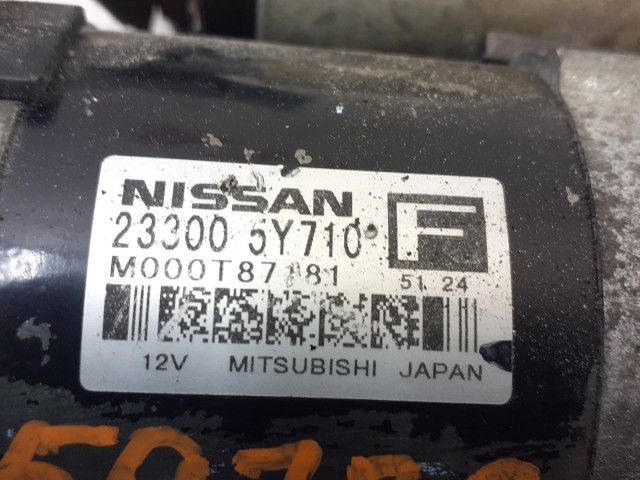 NISSAN
23300 5Y710 F
M000T87181 51 24
12V MITSUBISHI JAPAN